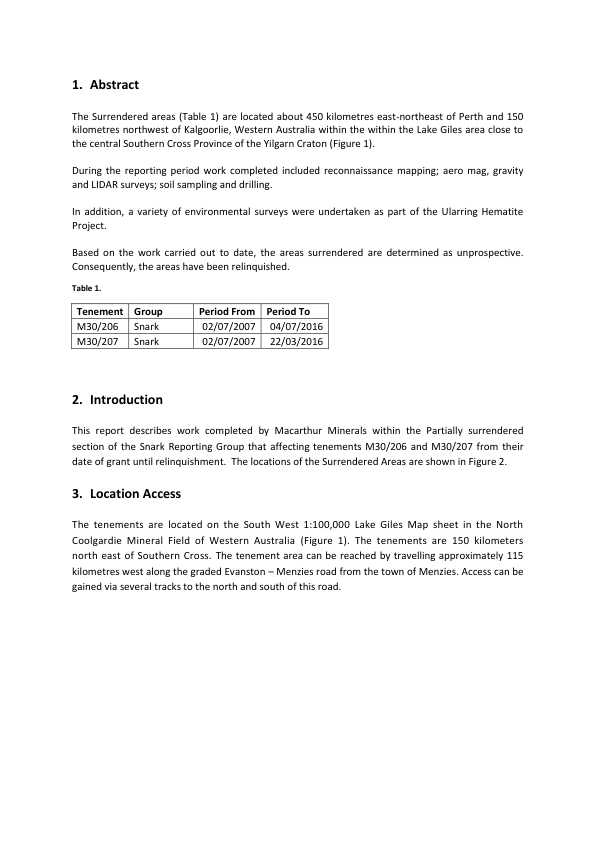 1. Abstract
The Surrendered areas (Table 1) are located about 450 kilometres east-northeast of Perth and 150
kilometres northwest of Kalgoorlie, Western Australia within the within the Lake Giles area close to
the central Southern Cross Province of the Yilgarn Craton (Figure 1).
During the reporting period work completed included reconnaissance mapping; aero mag, gravity
and LIDAR surveys; soil sampling and drilling.
In addition, a variety of environmental surveys were undertaken as part of the Ularring Hematite
Project.
Based on the work carried out to date, the areas surrendered are determined as unprospective.
Consequently, the areas have been relinquished.
Table 1.
Tenement Group Period From Period To
M30/206 Snark 02/07/2007 04/07/2016
M30/207 Snark 02/07/2007 22/03/2016
2. Introduction
This report describes work completed by Macarthur Minerals within the Partially surrendered
section of the Snark Reporting Group that affecting tenements M30/206 and M30/207 from their
date of grant until relinquishment. The locations of the Surrendered Areas are shown in Figure 2.
3. Location Access
The tenements are located on the South West 1:100,000 Lake Giles Map sheet in the North
Coolgardie Mineral Field of Western Australia (Figure 1). The tenements are 150 kilometers
north east of Southern Cross. The tenement area can be reached by travelling approximately 115
kilometres west along the graded Evanston – Menzies road from the town of Menzies. Access can be
gained via several tracks to the north and south of this road.